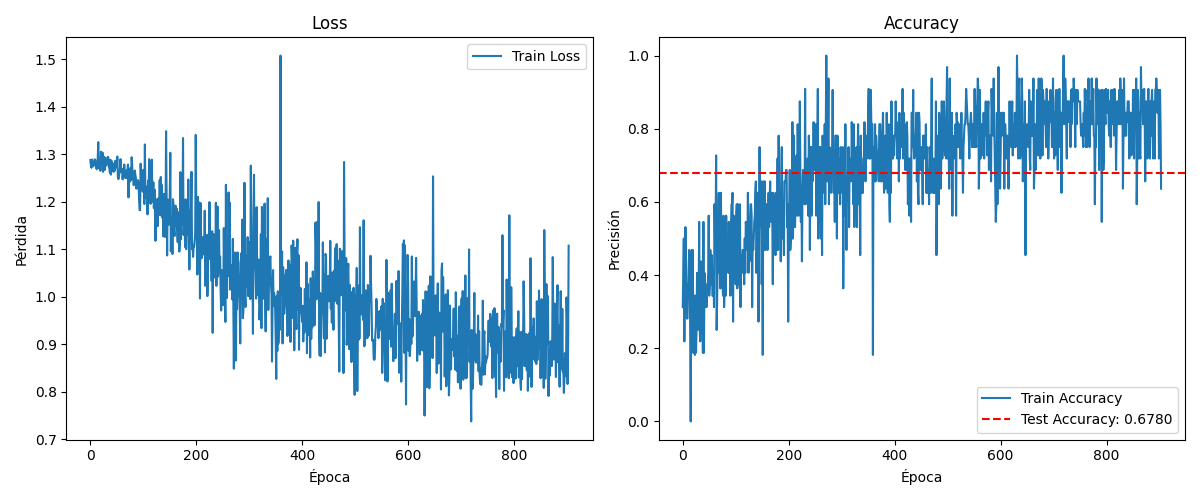 Loss
Train Loss
Pérdida
1.5
1.4
1.3
1.2
1.1
1.0
0.9
0.8
0.7
0 200 400 600 800
Época
Accuracy
Precisión
1.0
0.8
0.6
0.4
0.2
0.0
Train Accuracy
Test Accuracy: 0.6780
0 200 400 600 800
Época